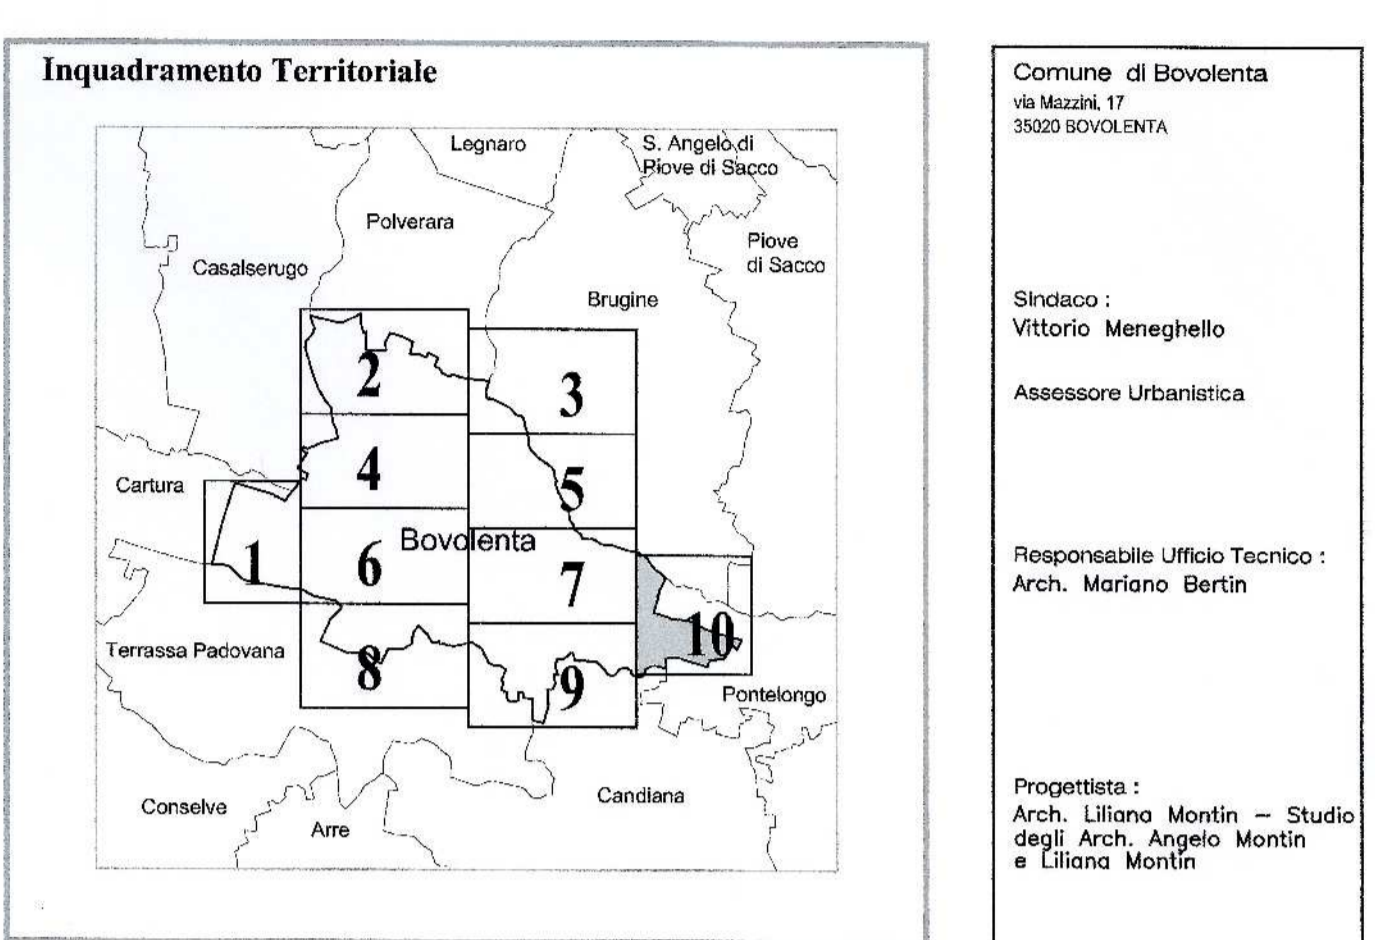 Inquadramento Territoriale
Legnaro
S. Angelo di
Piove di Sacco
Polverara
Piove
di Sacco
Casalserugo
Brugine
2
3
4
5
Cartura
Bovolenta
1
6
7
10
Terrassa Padovana
8
9
Pontelongo
Candiana
Conselve
Arre
Comune di Bovolenta
via Mazzini, 17
35020 BOVOLENTA
Sindaco :
Vittorio Meneghello
Assessore Urbanistica
Responsabile Ufficio Tecnico :
Arch. Mariano Bertin
Progettista :
Arch. Liliana Montin – Studio
degli Arch. Angelo Montin
e Liliana Montin